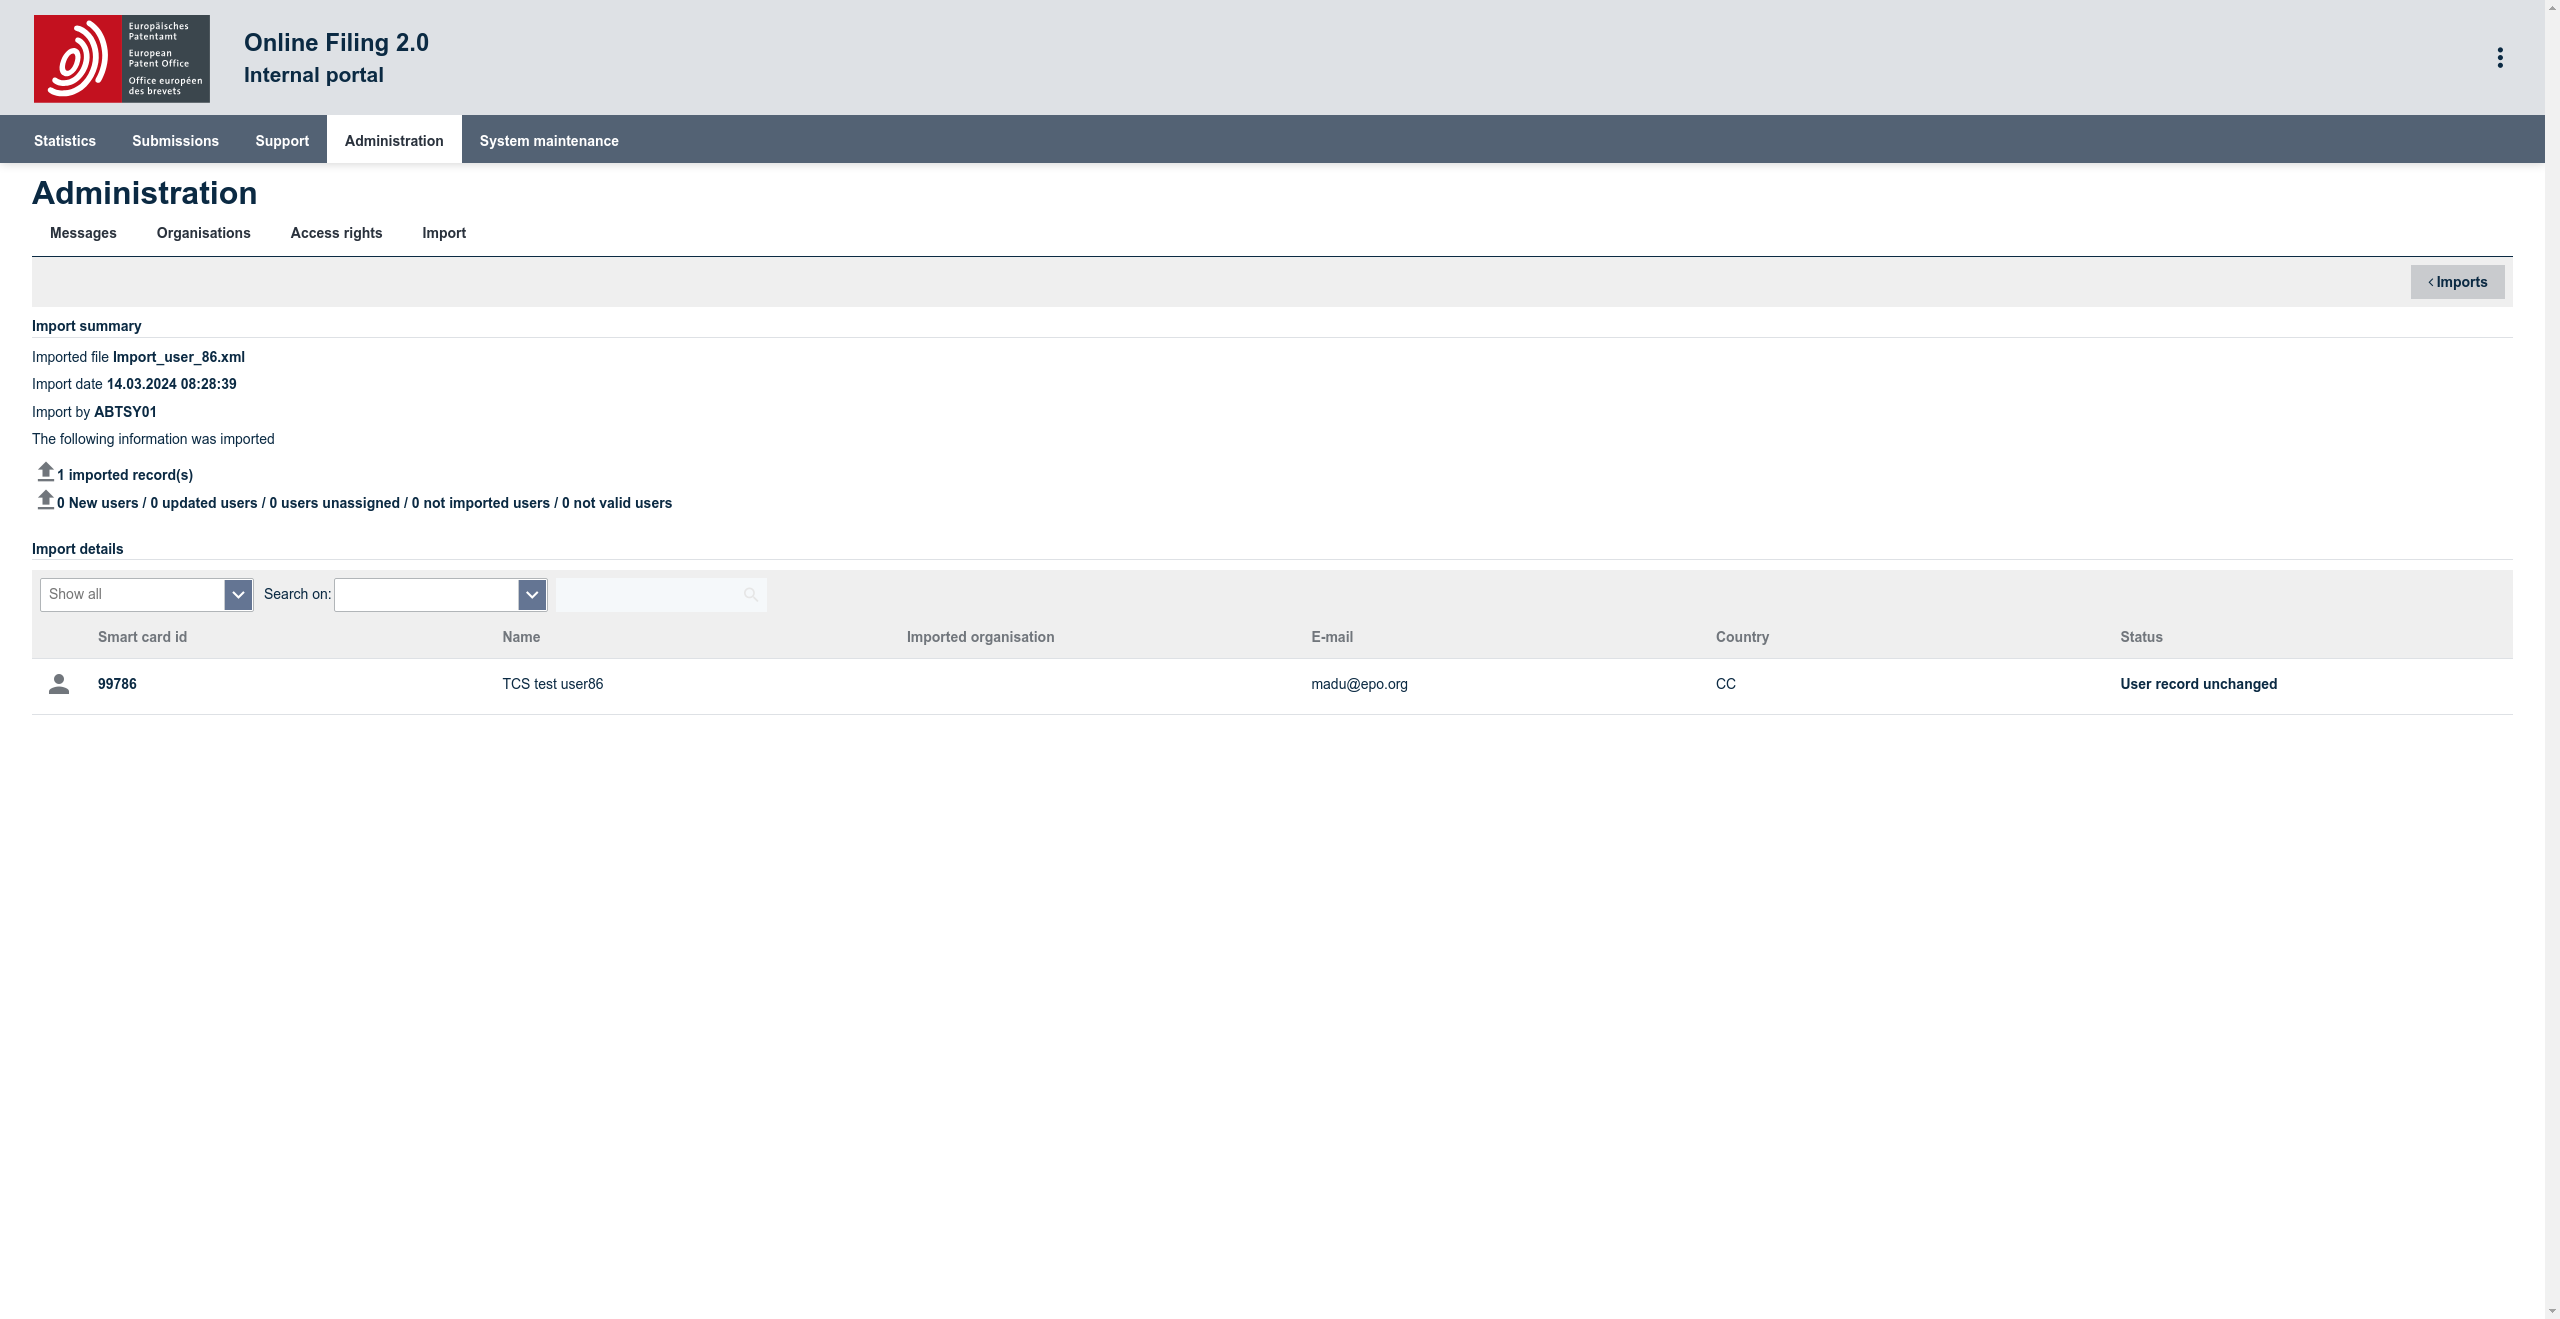 Europäisches
Patentamt
European
Patent Office
Office européen
des brevets
Online Filing 2.0
Internal portal
Statistics Submissions Support Administration System maintenance
Administration
Messages Organisations Access rights Import
< Imports
Import summary
Imported file Import_user_86.xml
Import date 14.03.2024 08:28:39
Import by ABTSY01
The following information was imported
1 imported record(s)
0 New users / 0 updated users / 0 users unassigned / 0 not imported users / 0 not valid users
Import details
Show all Search on:
Smart card id Name Imported organisation E-mail Country Status
99786 TCS test user86 madu@epo.org CC User record unchanged